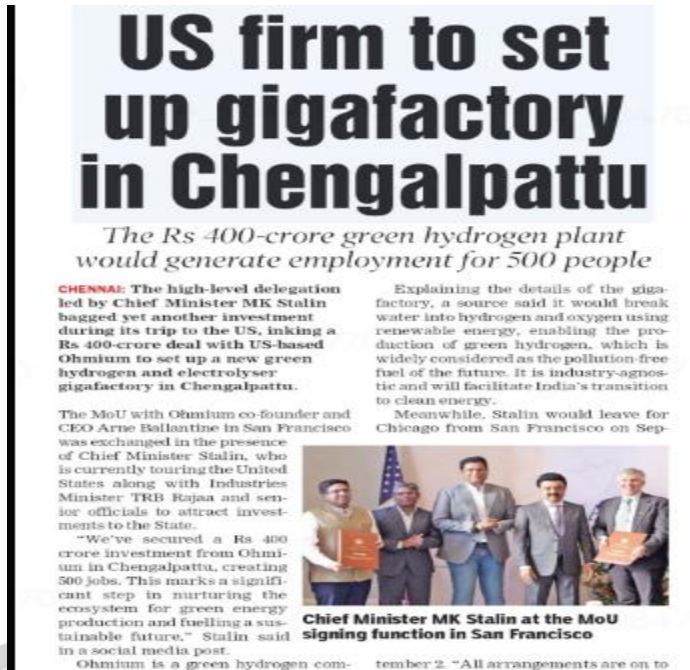 US firm to set
up gigafactory
in Chengalpattu
The Rs 400-crore green hydrogen plant
would generate employment for 500 people
CHENNAI: The high-level delegation
led by Chief Minister MK Stalin
bagged yet another investment
during its trip to the US, inking a
Rs 400-crore deal with US-based
Ohmium to set up a new green
hydrogen and electrolyser
gigafactory in Chengalpattu.
The MoU with Ohmium co-founder and
CEO Arne Ballantine in San Francisco
was exchanged in the presence
of Chief Minister Stalin, who
is currently touring the United
States along with Industries
Minister TRB Rajaa and sen-
ior officials to attract invest-
ments to the State.
"We've secured a Rs 400
crore investment from Ohmi-
um in Chengalpattu, creating
500 jobs. This marks a signifi-
cant step in nurturing the
ecosystem for green energy
production and fuelling a sus-
tainable future," Stalin said
in a social media post.
Ohmium is a green hydrogen com-
Explaining the details of the giga-
factory, a source said it would break
water into hydrogen and oxygen using
renewable energy, enabling the pro-
duction of green hydrogen, which is
widely considered as the pollution-free
fuel of the future. It is industry-agnos-
tic and will facilitate India's transition
to clean energy.
Meanwhile, Stalin would leave for
Chicago from San Francisco on Sep-
Chief Minister MK Stalin at the MoU
signing function in San Francisco
tember 2. "All arrangements are on to